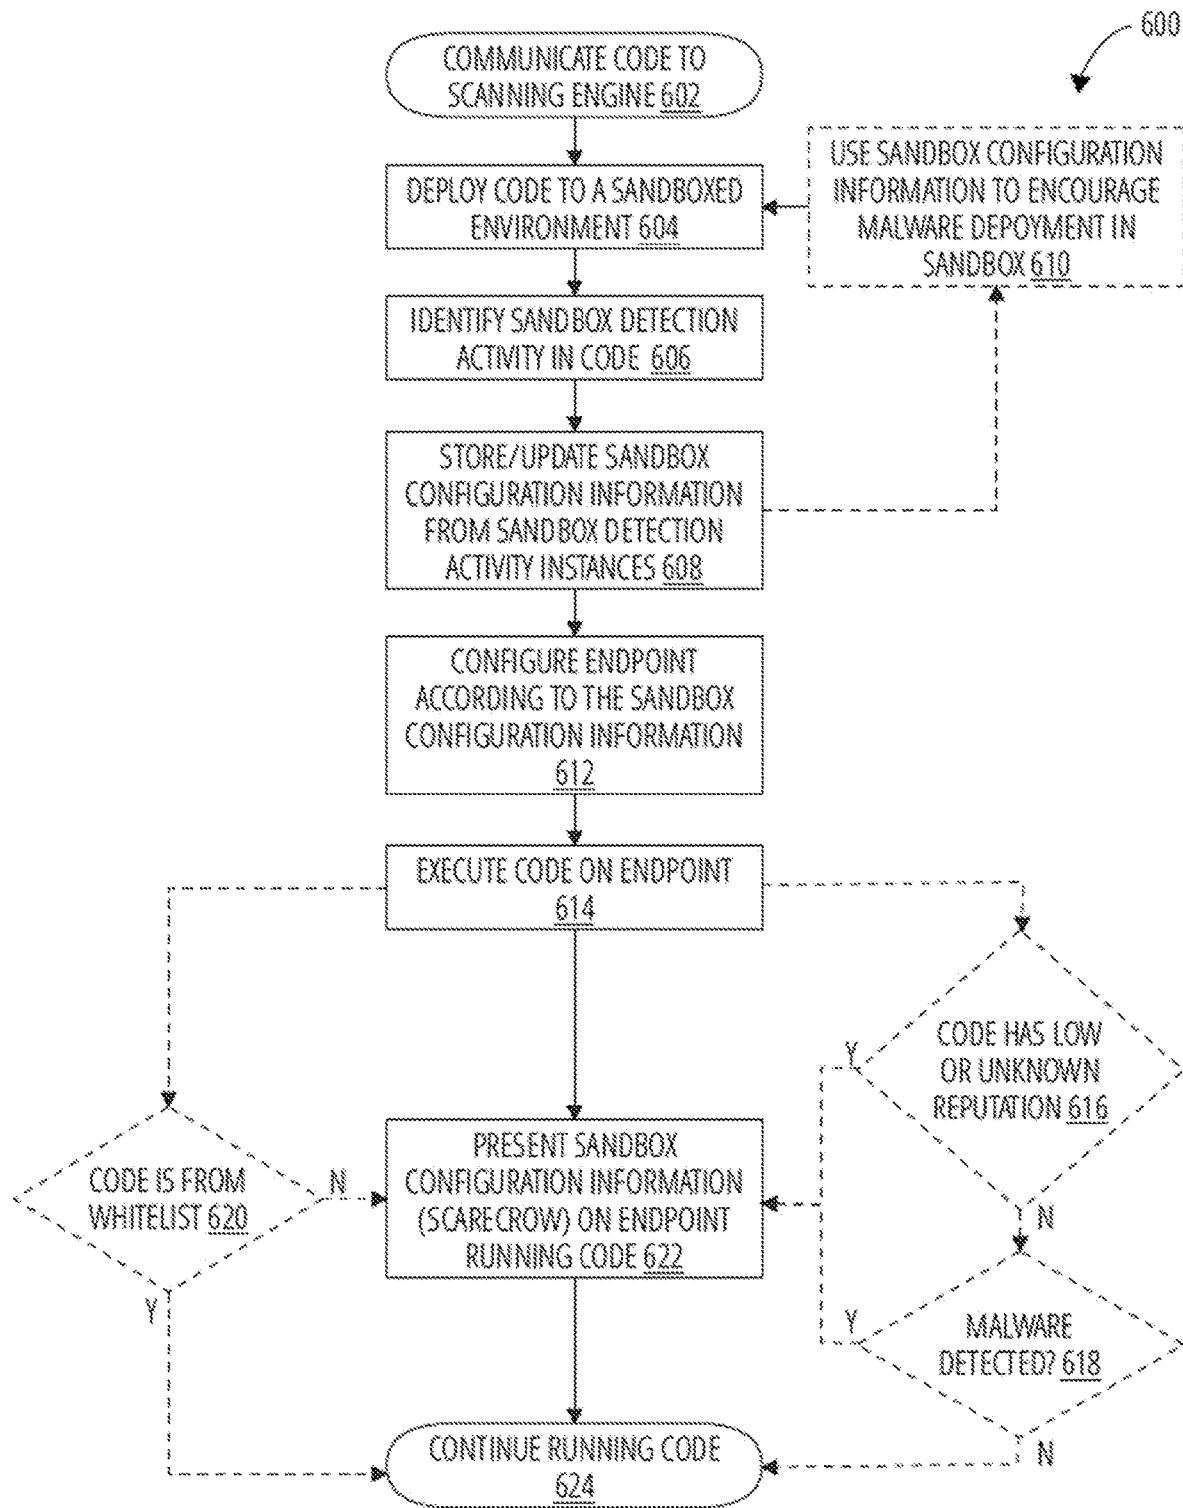 600
COMMUNICATE CODE TO
SCANNING ENGINE 602
DEPLOY CODE TO A SANDBOXED
ENVIRONMENT 604
USE SANDBOX CONFIGURATION
INFORMATION TO ENCOURAGE
MALWARE DEPOYMENT IN
SANDBOX 610
IDENTIFY SANDBOX DETECTION
ACTIVITY IN CODE 606
STORE/UPDATE SANDBOX
CONFIGURATION INFORMATION
FROM SANDBOX DETECTION
ACTIVITY INSTANCES 608
CONFIGURE ENDPOINT
ACCORDING TO THE SANDBOX
CONFIGURATION INFORMATION
612
EXECUTE CODE ON ENDPOINT
614
CODE HAS LOW
OR UNKNOWN
REPUTATION 616
Y
N
CODE IS FROM
WHITELIST 620
N
Y
PRESENT SANDBOX
CONFIGURATION INFORMATION
(SCARECROW) ON ENDPOINT
RUNNING CODE 622
MALWARE
DETECTED? 618
Y
N
CONTINUE RUNNING CODE
624